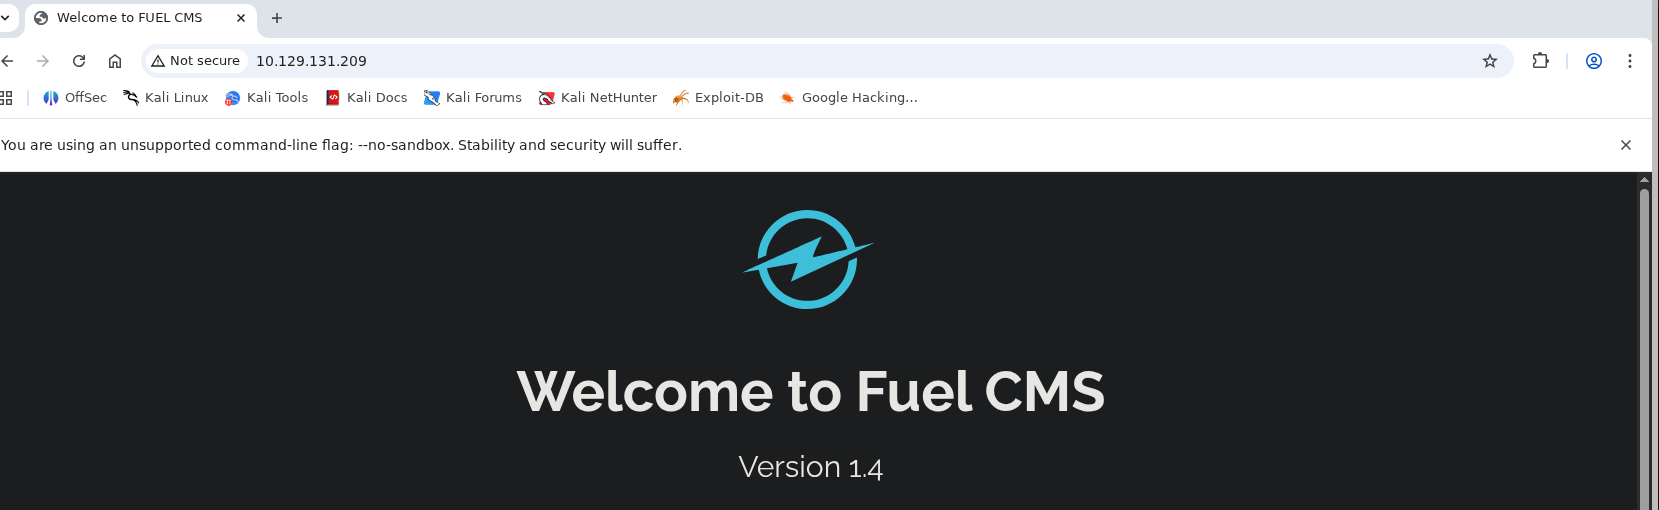 Welcome to FUEL CMS
Not secure 10.129.131.209
OffSec Kali Linux Kali Tools Kali Docs Kali Forums Kali NetHunter Exploit-DB Google Hacking...
You are using an unsupported command-line flag: --no-sandbox. Stability and security will suffer.
Welcome to Fuel CMS
Version 1.4